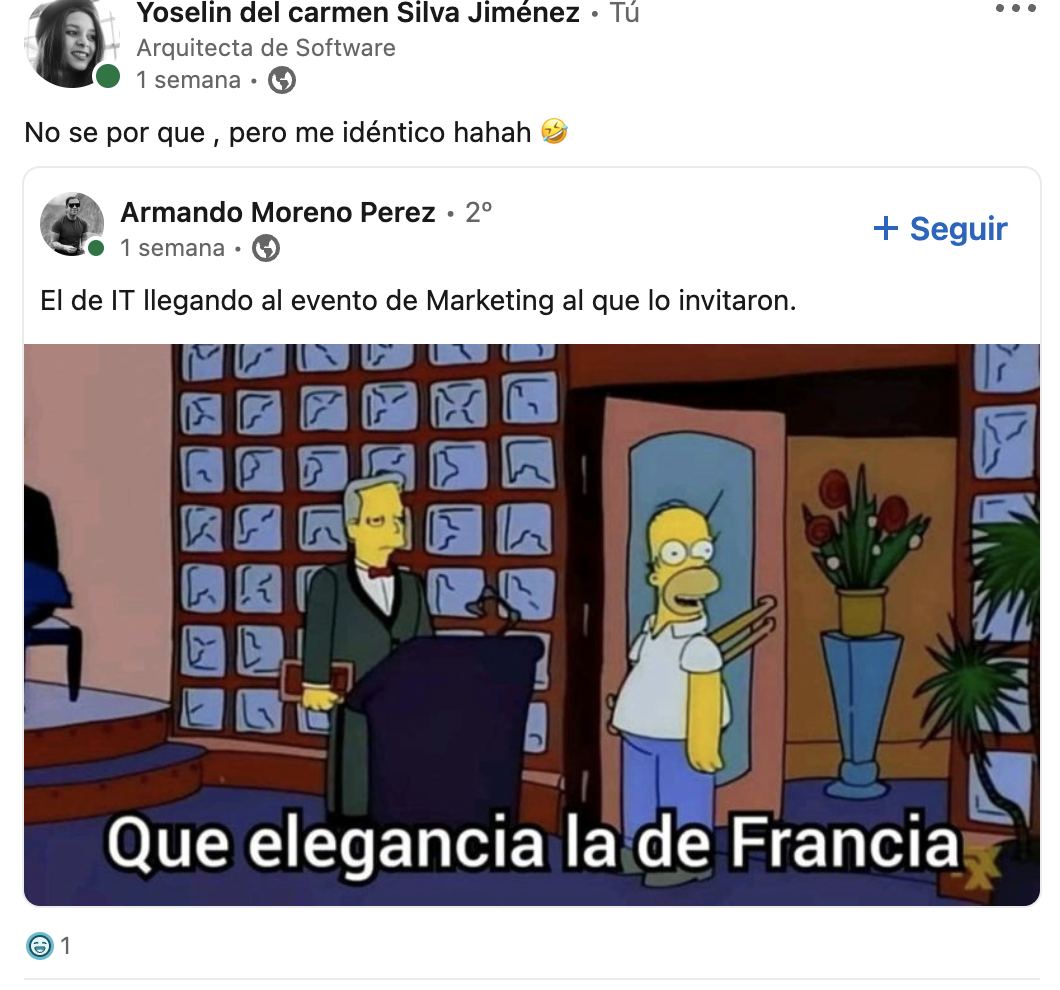 Yoselin del carmen Silva Jiménez • Tú
Arquitecta de Software
1 semana •
No se por que , pero me idéntico hahah 🤣
Armando Moreno Perez • 2º
1 semana •
+ Seguir
El de IT llegando al evento de Marketing al que lo invitaron.
Que elegancia la de Francia
1